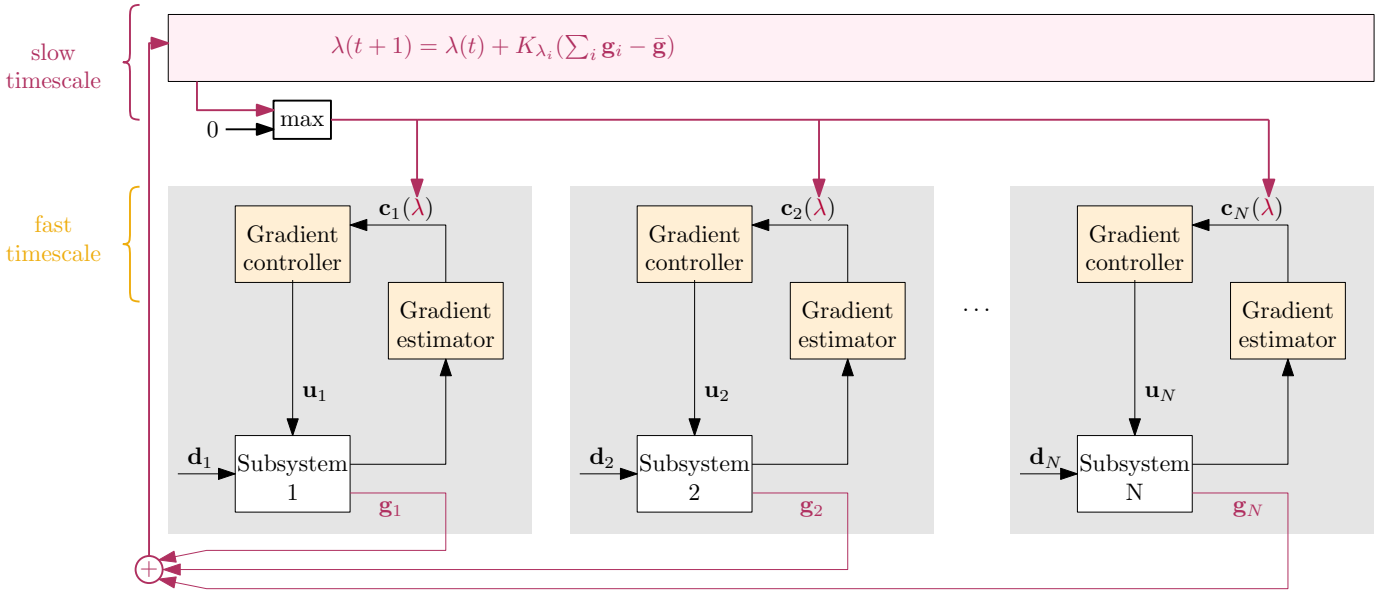 slow
timescale
λ(t + 1) = λ(t) + K_{λ_i}(∑_i g_i − ḡ)
0
max
fast
timescale
c_1(λ)
Gradient
controller
Gradient
estimator
u_1
d_1
Subsystem
1
g_1
c_2(λ)
Gradient
controller
Gradient
estimator
u_2
d_2
Subsystem
2
g_2
· · ·
c_N(λ)
Gradient
controller
Gradient
estimator
u_N
d_N
Subsystem
N
g_N
+